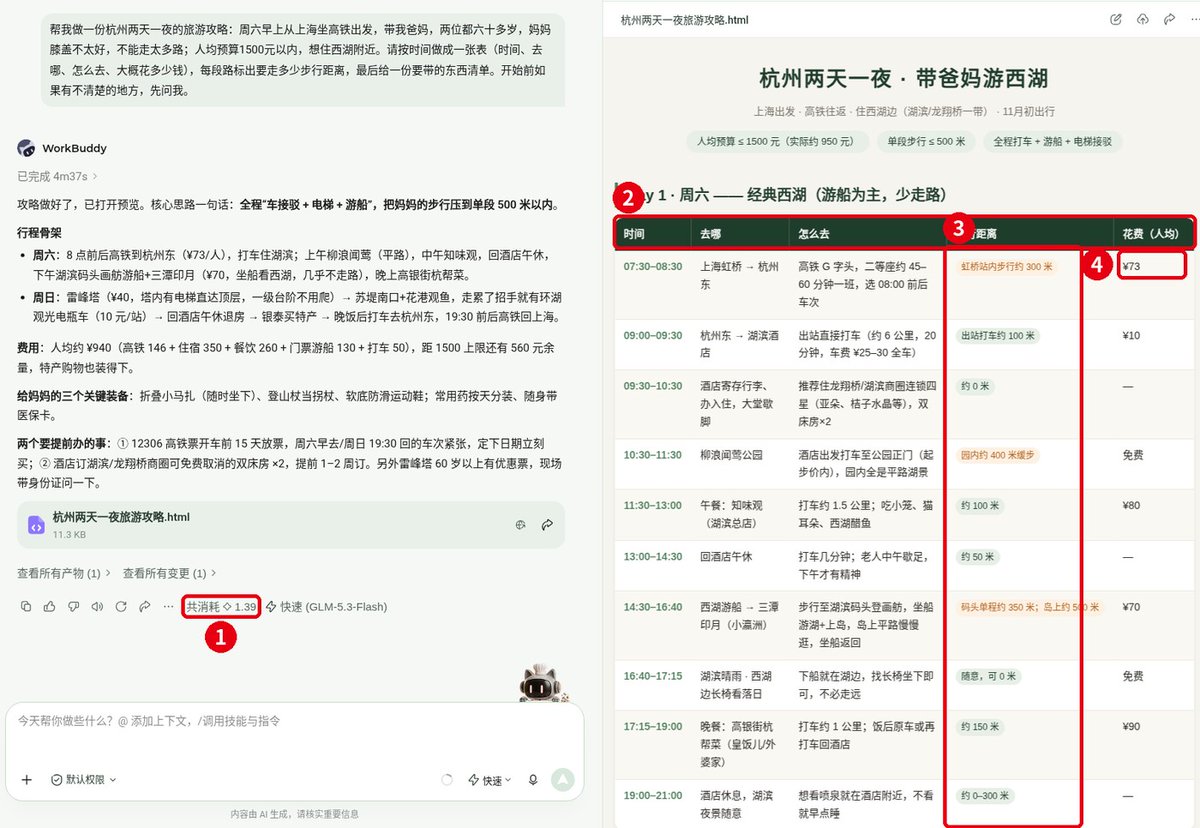 帮我做一份杭州两天一夜的旅游攻略：周六早上从上海坐高铁出发，带我爸妈，两位都六十多岁，妈妈
膝盖不太好，不能走太多路；人均预算1500元以内，想住西湖附近。请按时间做成一张表（时间、去
哪、怎么去、大概花多少钱），每段路标出要走多少步行距离，最后给一份要带的东西清单。开始前如
果有不清楚的地方，先问我。
WorkBuddy
已完成 4m37s >
攻略做好了，已打开预览。核心思路一句话：全程“车接驳 + 电梯 + 游船”，把妈妈的步行压到单段 500 米以内。
行程骨架
• 周六：8 点前后高铁到杭州东（¥73/人），打车住湖滨；上午柳浪闻莺（平路），中午知味观，回酒店午休，
下午湖滨码头画舫游船+三潭印月（¥70，坐船看西湖，几乎不走路），晚上高银街杭帮菜。
• 周日：雷峰塔（¥40，塔内有电梯直达顶层，一级台阶不用爬）→ 苏堤南口+花港观鱼，走累了招手就有环湖
观光电瓶车（10 元/站）→ 回酒店午休退房 → 银泰买特产 → 晚饭后打车去杭州东，19:30 前后高铁回上海。
费用：人均约 ¥940（高铁 146 + 住宿 350 + 餐饮 260 + 门票游船 130 + 打车 50），距 1500 上限还有 560 元余
量，特产购物也装得下。
给妈妈的三个关键装备：折叠小马扎（随时坐下）、登山杖当拐杖、软底防滑运动鞋；常用药按天分装、随身带
医保卡。
两个要提前办的事：① 12306 高铁票开车前 15 天放票，周六早去/周日 19:30 回的车次紧张，定下日期立刻
买；② 酒店订湖滨/龙翔桥商圈可免费取消的双床房 ×2，提前 1–2 周订。另外雷峰塔 60 岁以上有优惠票，现场
带身份证问一下。
杭州两天一夜旅游攻略.html
11.3 KB
查看所有产物 (1) > 查看所有变更 (1) >
共消耗 1.39 快速 (GLM-5.3-Flash)
1
今天帮你做些什么？@ 添加上下文，/调用技能与指令
默认权限
快速
内容由 AI 生成，请核实重要信息
杭州两天一夜旅游攻略.html
杭州两天一夜 · 带爸妈游西湖
上海出发 · 高铁往返 · 住西湖边（湖滨/龙翔桥一带） · 11月初出行
人均预算 ≤ 1500 元（实际约 950 元） 单段步行 ≤ 500 米 全程打车 + 游船 + 电梯接驳
2 y 1 · 周六 —— 经典西湖（游船为主，少走路）
时间 去哪 怎么去 3 距离 花费（人均）
4
07:30–08:30 上海虹桥 → 杭州东 高铁 G 字头，二等座约 45–60 分钟一班，选 08:00 前后车次 虹桥站内步行约 300 米 ¥73
09:00–09:30 杭州东 → 湖滨酒店 出站直接打车（约 6 公里，20 分钟，车费 ¥25–30 全车） 出站打车约 100 米 ¥10
09:30–10:30 酒店寄存行李、办入住，大堂歇脚 推荐住龙翔桥/湖滨商圈连锁四星（亚朵、桔子水晶等），双床房×2 约 0 米 —
10:30–11:30 柳浪闻莺公园 酒店出发打车至公园正门（起步价内），园内全是平路湖景 园内约 400 米缓步 免费
11:30–13:00 午餐：知味观（湖滨总店） 打车约 1.5 公里；吃小笼、猫耳朵、西湖醋鱼 约 100 米 ¥80
13:00–14:30 回酒店午休 打车几分钟；老人中午歇足，下午才有精神 约 50 米 —
14:30–16:40 西湖游船 → 三潭印月（小瀛洲） 步行至湖滨码头登画舫，坐船游湖+上岛，岛上平路慢慢逛，坐船返回 码头单程约 350 米；岛上约 500 米 ¥70
16:40–17:15 湖滨晴雨 · 西湖边长椅看落日 下船就在湖边，找长椅坐下即可，不必走远 随意，可 0 米 免费
17:15–19:00 晚餐：高银街杭帮菜（皇饭儿/外婆家） 打车约 1 公里；饭后原车或再打车回酒店 约 150 米 ¥90
19:00–21:00 酒店休息，湖滨夜景随意 想看喷泉就在酒店附近，不看就早点睡 约 0–300 米 —